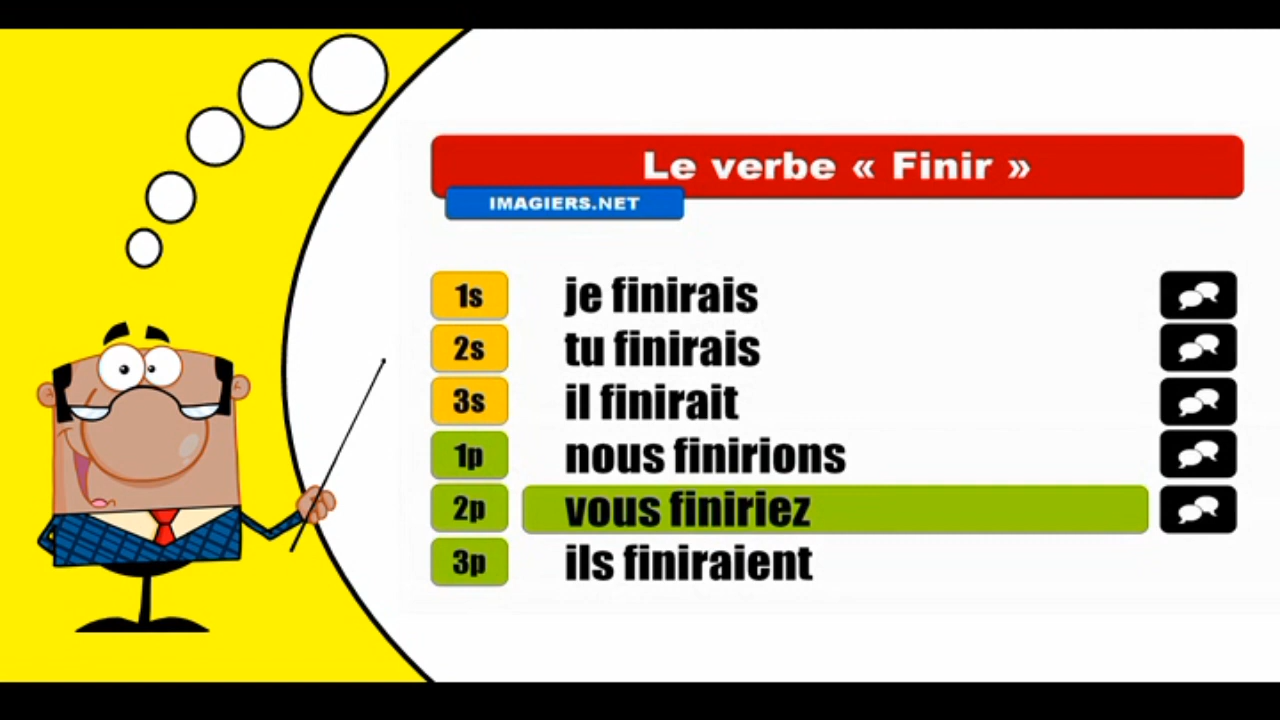 Le verbe « Finir »
IMAGIERS.NET
1s je finirais
2s tu finirais
3s il finirait
1p nous finirions
2p vous finiriez
3p ils finiraient